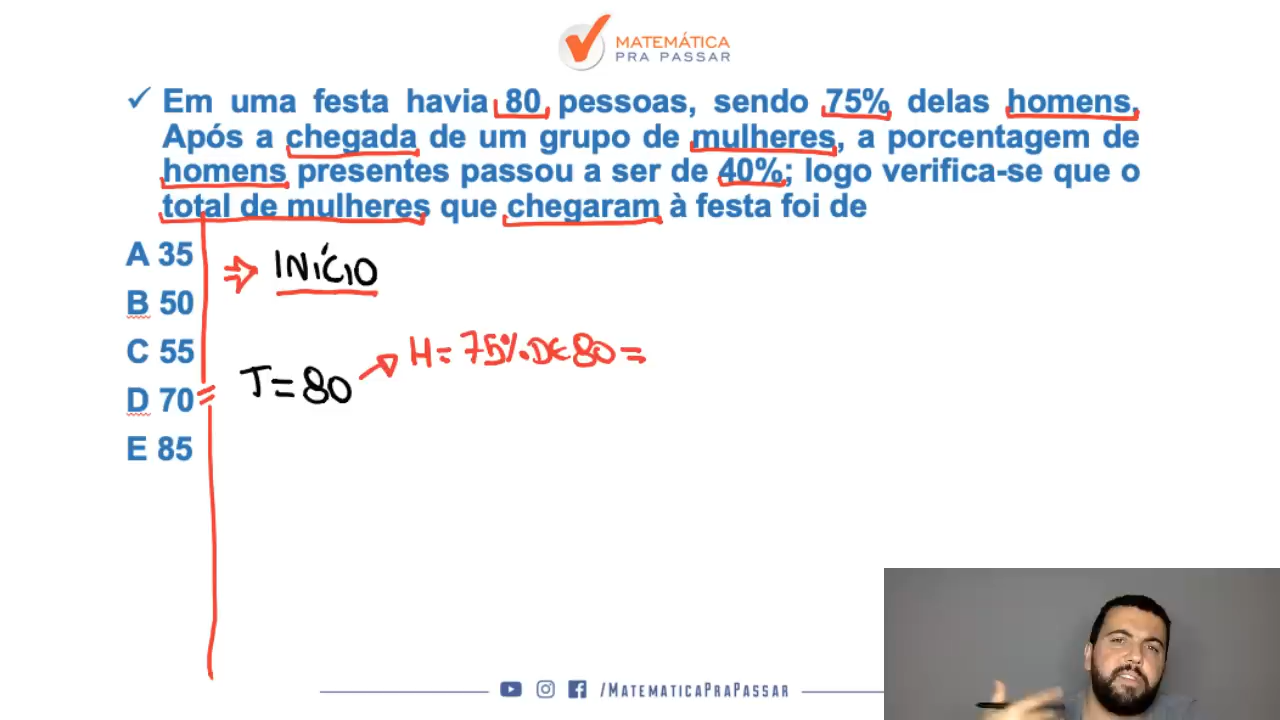 MATEMÁTICA
PRA PASSAR
✓ Em uma festa havia 80 pessoas, sendo 75% delas homens.
Após a chegada de um grupo de mulheres, a porcentagem de
homens presentes passou a ser de 40%; logo verifica-se que o
total de mulheres que chegaram à festa foi de
A 35
B 50
C 55
D 70
E 85
⇒ INÍCIO
T = 80
H = 75% DE 80 =
/MATEMATICAPRAPASSAR